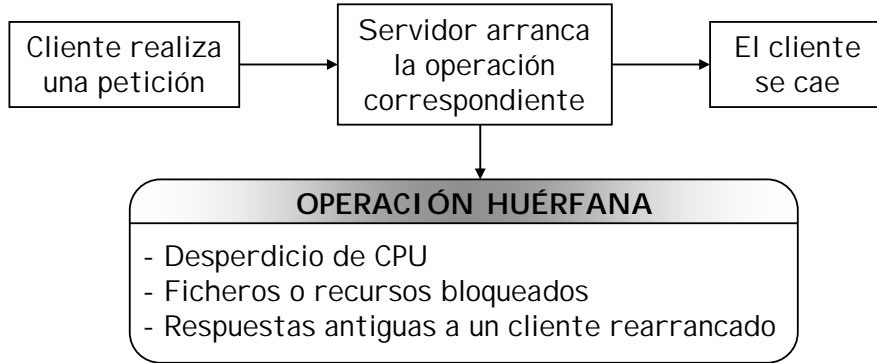 Cliente realiza
una petición
Servidor arranca
la operación
correspondiente
El cliente
se cae
OPERACIÓN HUÉRFANA
- Desperdicio de CPU
- Ficheros o recursos bloqueados
- Respuestas antiguas a un cliente rearrancado